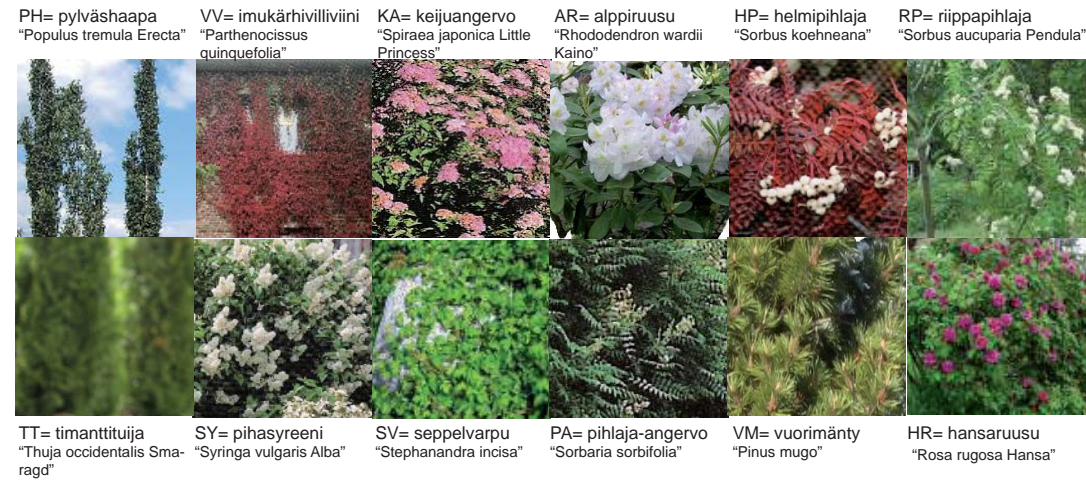 PH= pylväshaapa
“Populus tremula Erecta”
VV= imukärhivilliviini
“Parthenocissus
quinquefolia”
KA= keijuangervo
“Spiraea japonica Little
Princess”
AR= alppiruusu
“Rhododendron wardii
Kaino”
HP= helmipihlaja
“Sorbus koehneana”
RP= riippapihlaja
“Sorbus aucuparia Pendula”
TT= timanttituija
“Thuja occidentalis Sma-
ragd”
SY= pihasyreeni
“Syringa vulgaris Alba”
SV= seppelvarpu
“Stephanandra incisa”
PA= pihlaja-angervo
“Sorbaria sorbifolia”
VM= vuorimänty
“Pinus mugo”
HR= hansaruusu
“Rosa rugosa Hansa”